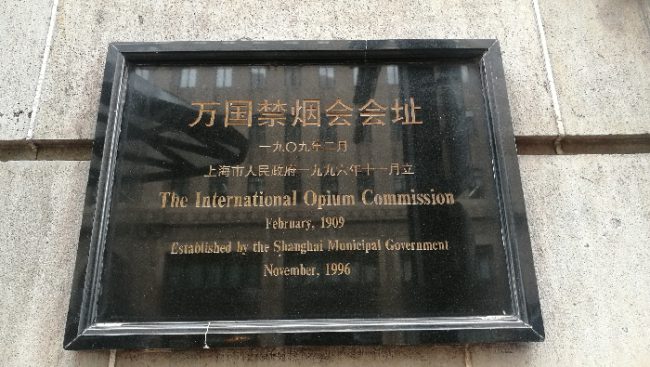 万国禁烟会会址
一九〇九年二月
上海市人民政府一九九六年十一月立
The International Opium Commission
February, 1909
Established by the Shanghai Municipal Government
November, 1996